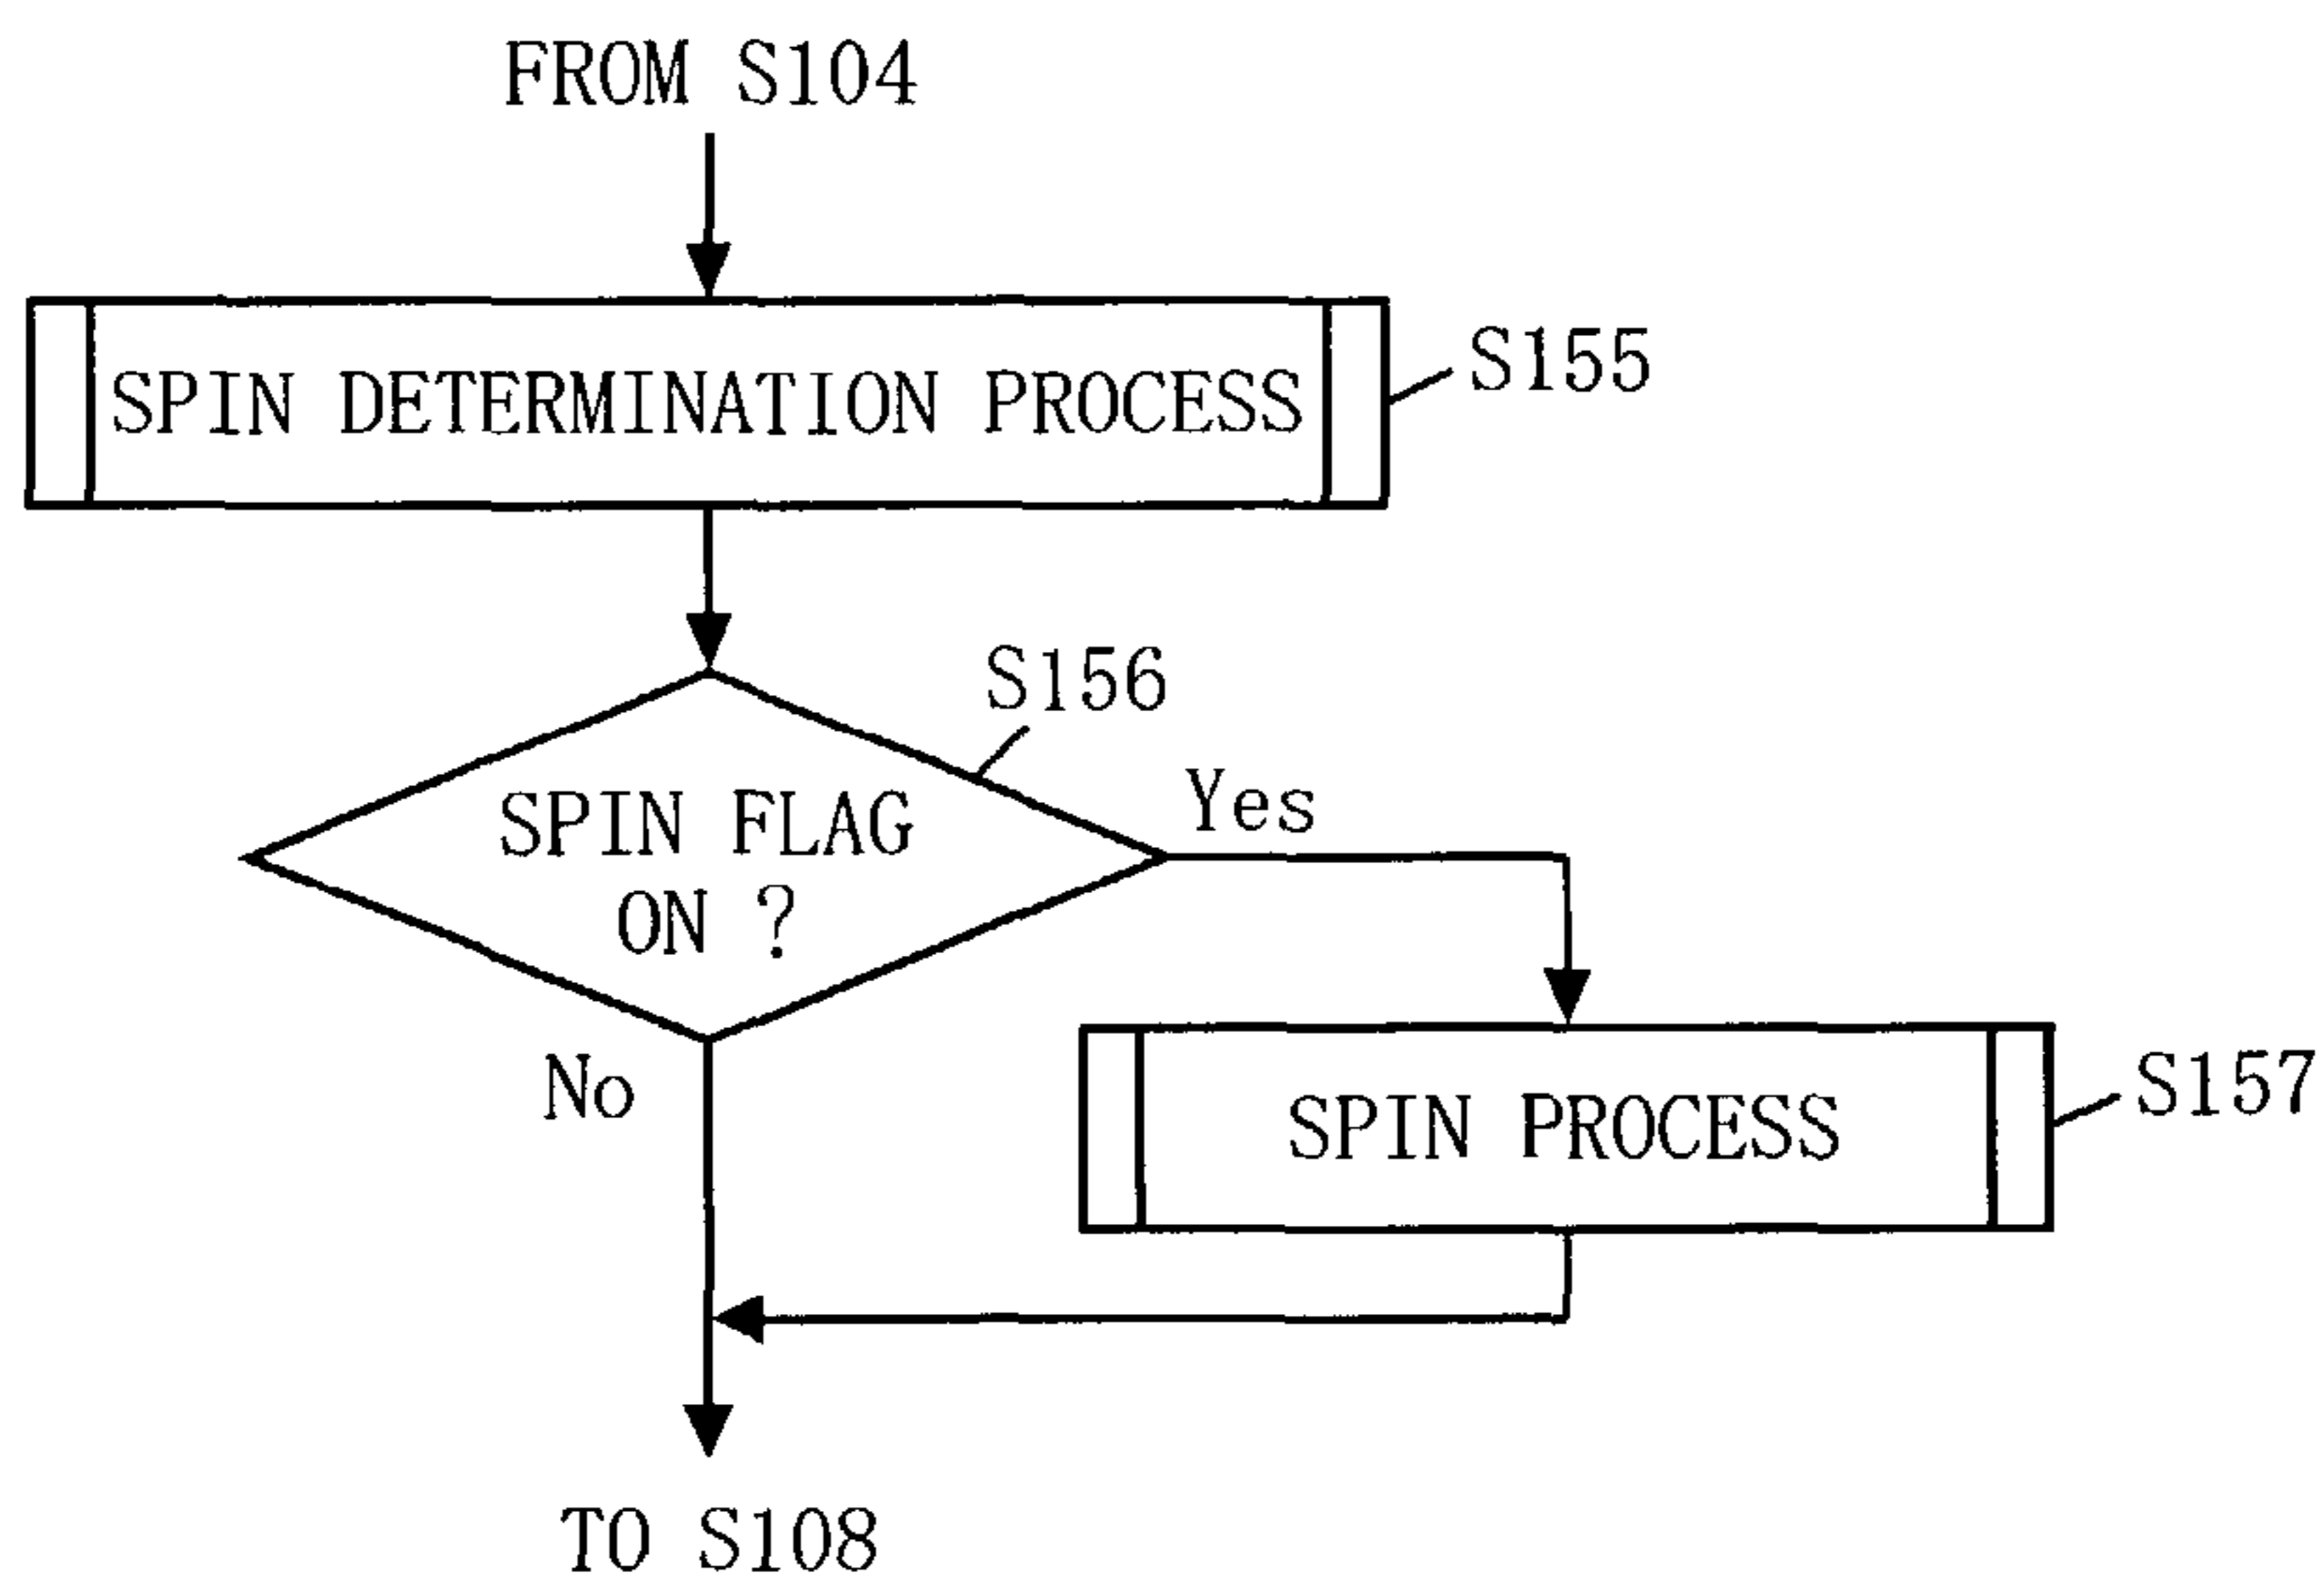 FROM S104
SPIN DETERMINATION PROCESS
S155
S156
SPIN FLAG
ON ?
Yes
No
SPIN PROCESS
S157
TO S108